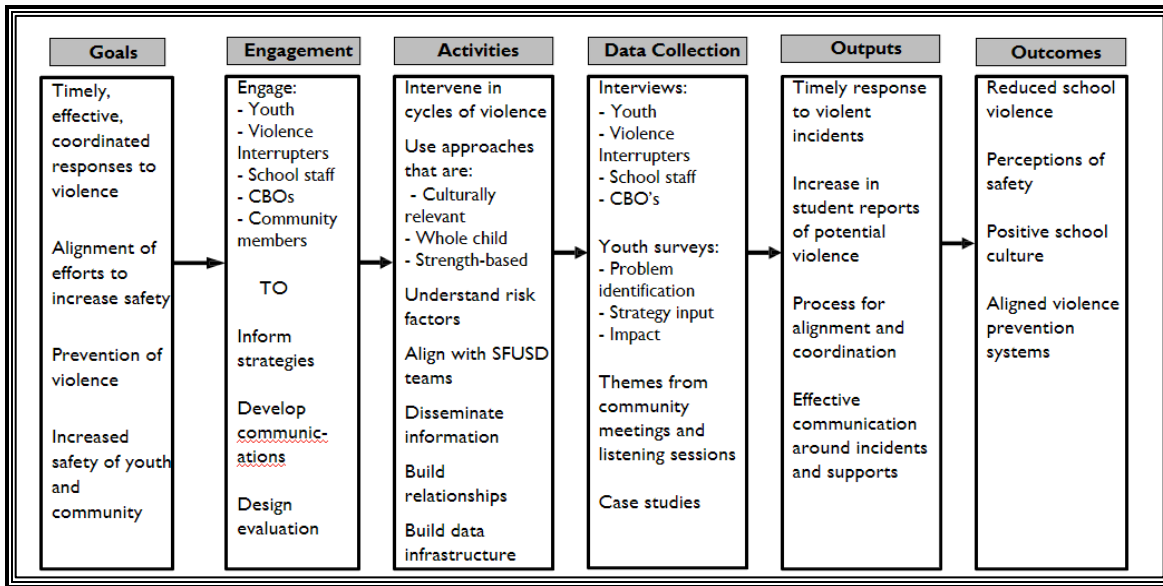 Goals
Timely,
effective,
coordinated
responses to
violence
Alignment of
efforts to
increase safety
Prevention of
violence
Increased
safety of youth
and
community
Engagement
Engage:
- Youth
- Violence
Interrupters
- School staff
- CBOs
- Community
members
TO
Inform
strategies
Develop
communic-
ations
Design
evaluation
Activities
Intervene in
cycles of violence
Use approaches
that are:
- Culturally
relevant
- Whole child
- Strength-based
Understand risk
factors
Align with SFUSD
teams
Disseminate
information
Build
relationships
Build data
infrastructure
Data Collection
Interviews:
- Youth
- Violence
Interrupters
- School staff
- CBO's
Youth surveys:
- Problem
identification
- Strategy input
- Impact
Themes from
community
meetings and
listening sessions
Case studies
Outputs
Timely response
to violent
incidents
Increase in
student reports
of potential
violence
Process for
alignment and
coordination
Effective
communication
around incidents
and supports
Outcomes
Reduced school
violence
Perceptions of
safety
Positive school
culture
Aligned violence
prevention
systems